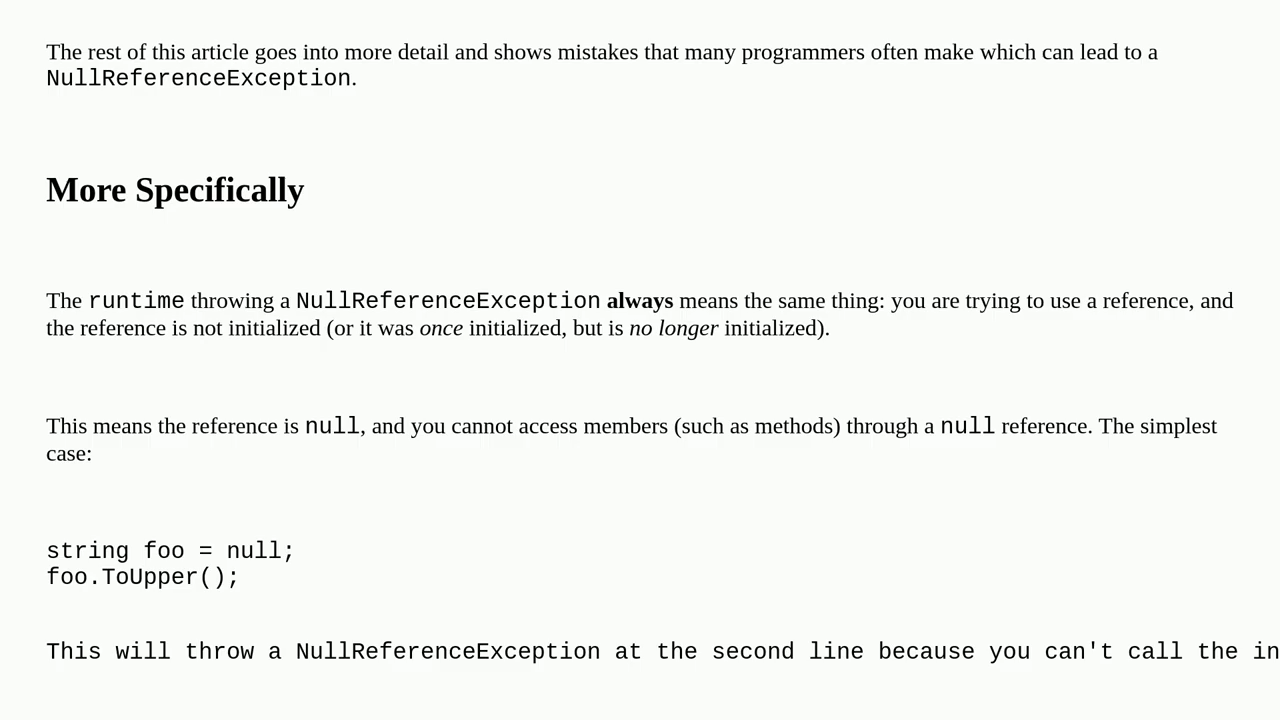 The rest of this article goes into more detail and shows mistakes that many programmers often make which can lead to a
NullReferenceException.
More Specifically
The runtime throwing a NullReferenceException always means the same thing: you are trying to use a reference, and
the reference is not initialized (or it was once initialized, but is no longer initialized).
This means the reference is null, and you cannot access members (such as methods) through a null reference. The simplest
case:
string foo = null;
foo.ToUpper();
This will throw a NullReferenceException at the second line because you can't call the in